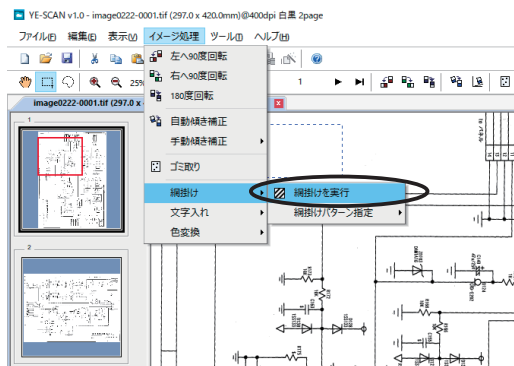 YE-SCAN v1.0 - image0222-0001.tif (297.0 x 420.0mm)@400dpi 白黒 2page
ファイル(F) 編集(E) 表示(V) イメージ処理 ツール(T) ヘルプ(H)
25%
1
image0222-0001.tif (297.0 x
左へ90度回転
右へ90度回転
180度回転
自動傾き補正
手動傾き補正
ゴミ取り
網掛け
文字入れ
色変換
網掛けを実行
網掛けパターン指定
1
2